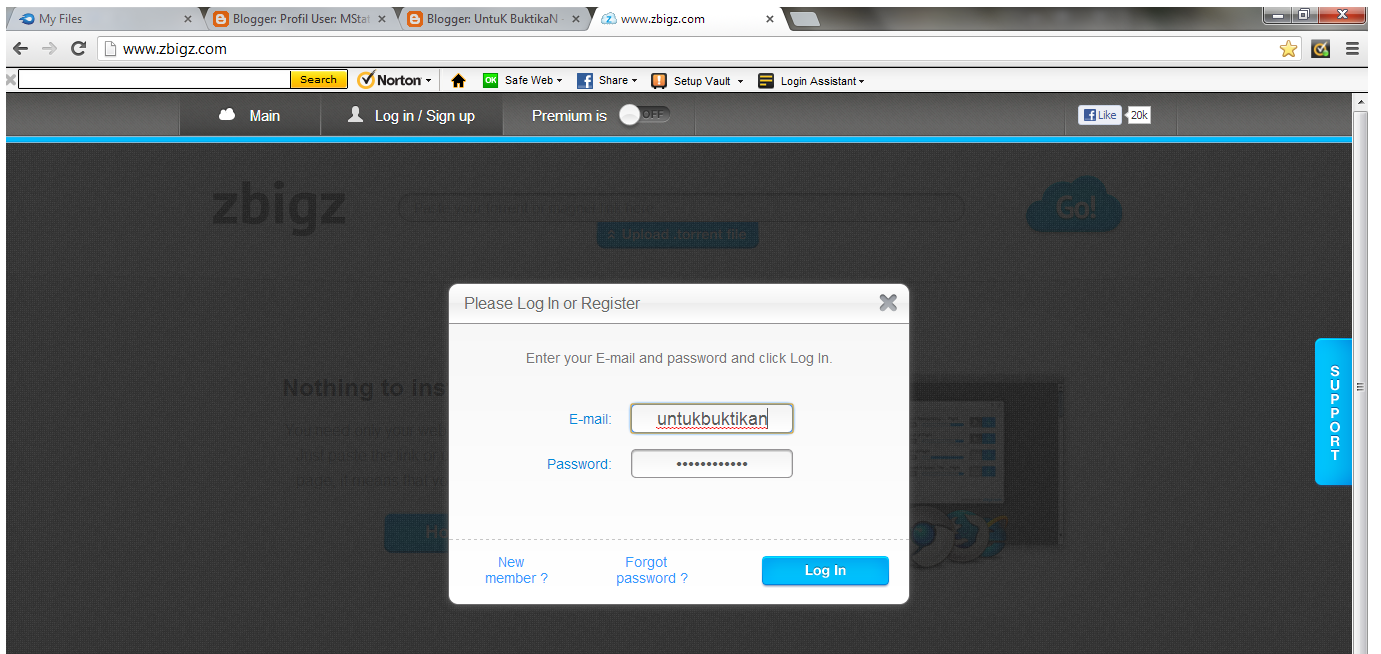 My Files
Blogger: Profil User: MStat
Blogger: UntuK BuktikaN -
www.zbigz.com
www.zbigz.com
Search
Norton
OK Safe Web
Share
Setup Vault
Login Assistant
Main
Log in / Sign up
Premium is OFF
Like 20k
zbigz
Go!
Upload .torrent file
Please Log In or Register
Enter your E-mail and password and click Log In.
Nothing to ins
E-mail: untukbuktikan
Password: ••••••••••••
SUPPORT
New member ?
Forgot password ?
Log In